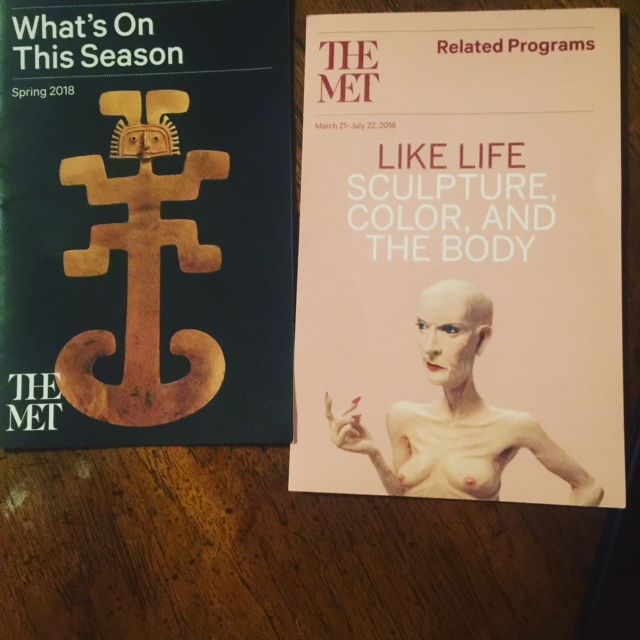 What's On
This Season
Spring 2018
THE
MET
THE
MET
Related Programs
March 21–July 22, 2018
LIKE LIFE
SCULPTURE,
COLOR, AND
THE BODY